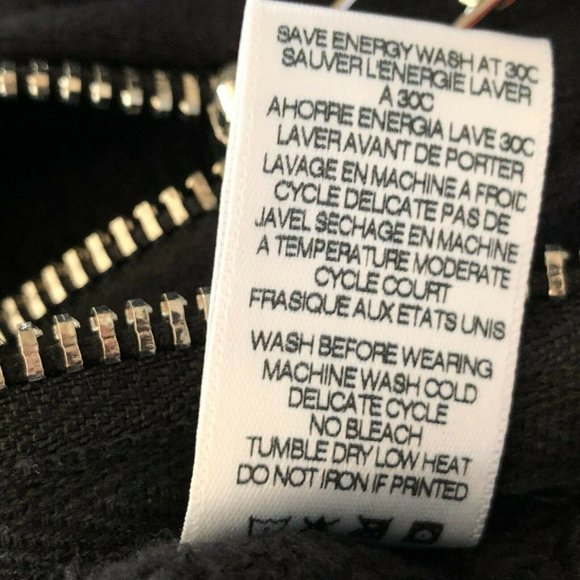 SAVE ENERGY WASH AT 30C
SAUVER L'ENERGIE LAVER
A 30C
AHORRE ENERGIA LAVE 30C
LAVER AVANT DE PORTER
LAVAGE EN MACHINE A FROID
CYCLE DELICATE PAS DE
JAVEL SECHAGE EN MACHINE
A TEMPERATURE MODERATE
CYCLE COURT
FRASIQUE AUX ETATS UNIS
WASH BEFORE WEARING
MACHINE WASH COLD
DELICATE CYCLE
NO BLEACH
TUMBLE DRY LOW HEAT
DO NOT IRON IF PRINTED